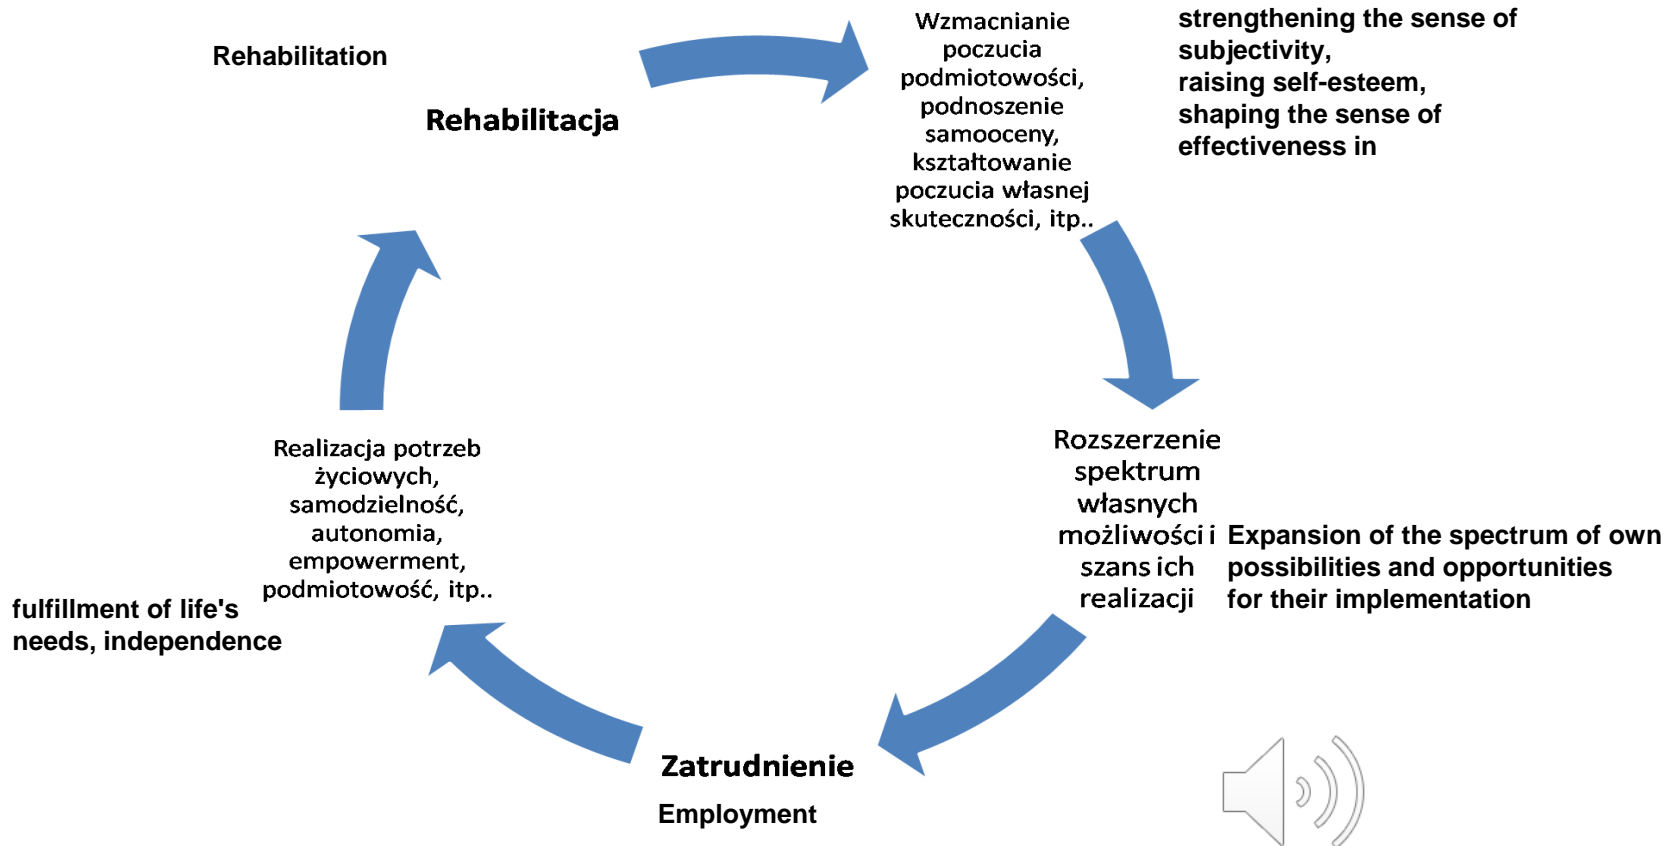 Rehabilitation
Rehabilitacja
Wzmacnianie
poczucia
podmiotowości,
podnoszenie
samooceny,
kształtowanie
poczucia własnej
skuteczności, itp..
strengthening the sense of
subjectivity,
raising self-esteem,
shaping the sense of
effectiveness in
Rozszerzenie
spektrum
własnych
możliwości i
szans ich
realizacji
Expansion of the spectrum of own
possibilities and opportunities
for their implementation
Zatrudnienie
Employment
Realizacja potrzeb
życiowych,
samodzielność,
autonomia,
empowerment,
podmiotowość, itp..
fulfillment of life's
needs, independence